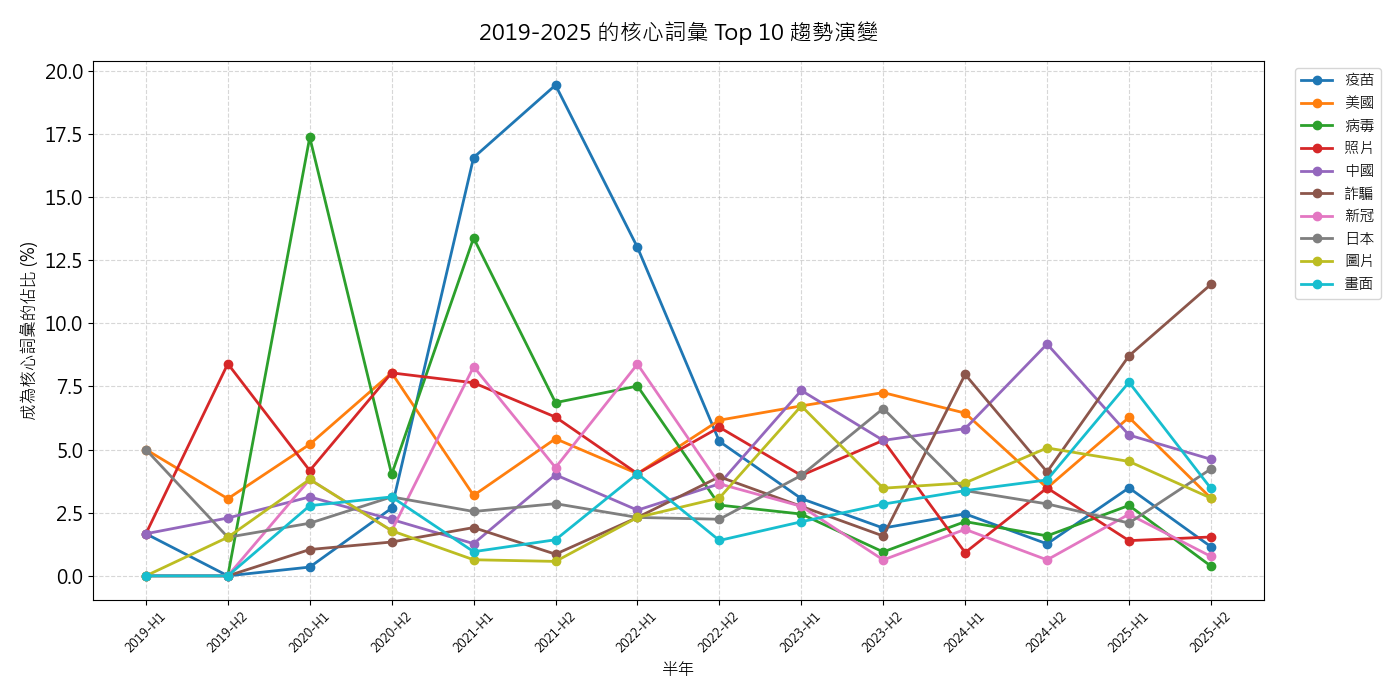 2019-2025 的核心詞彙 Top 10 趨勢演變
成為核心詞彙的佔比 (%)
20.0
17.5
15.0
12.5
10.0
7.5
5.0
2.5
0.0
2019-H1
2019-H2
2020-H1
2020-H2
2021-H1
2021-H2
2022-H1
2022-H2
2023-H1
2023-H2
2024-H1
2024-H2
2025-H1
2025-H2
半年
疫苗
美國
病毒
照片
中國
詐騙
新冠
日本
圖片
畫面